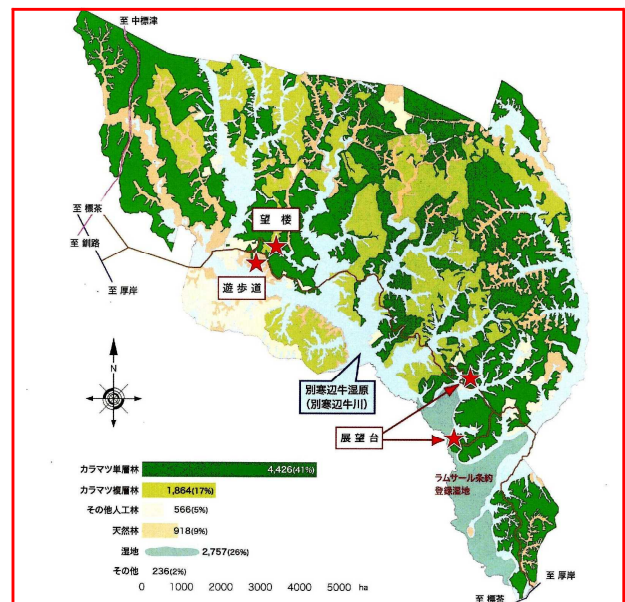 至 中標津
至 標茶
至 釧路
至 厚岸
望楼
遊歩道
N
別寒辺牛湿原
(別寒辺牛川)
展望台
ラムサール条約
登録湿地
カラマツ単層林 4,426(41%)
カラマツ複層林 1,864(17%)
その他人工林 566(5%)
天然林 918(9%)
湿地 2,757(26%)
その他 236(2%)
0 1000 2000 3000 4000 5000 ha
至 厚岸
至 標茶